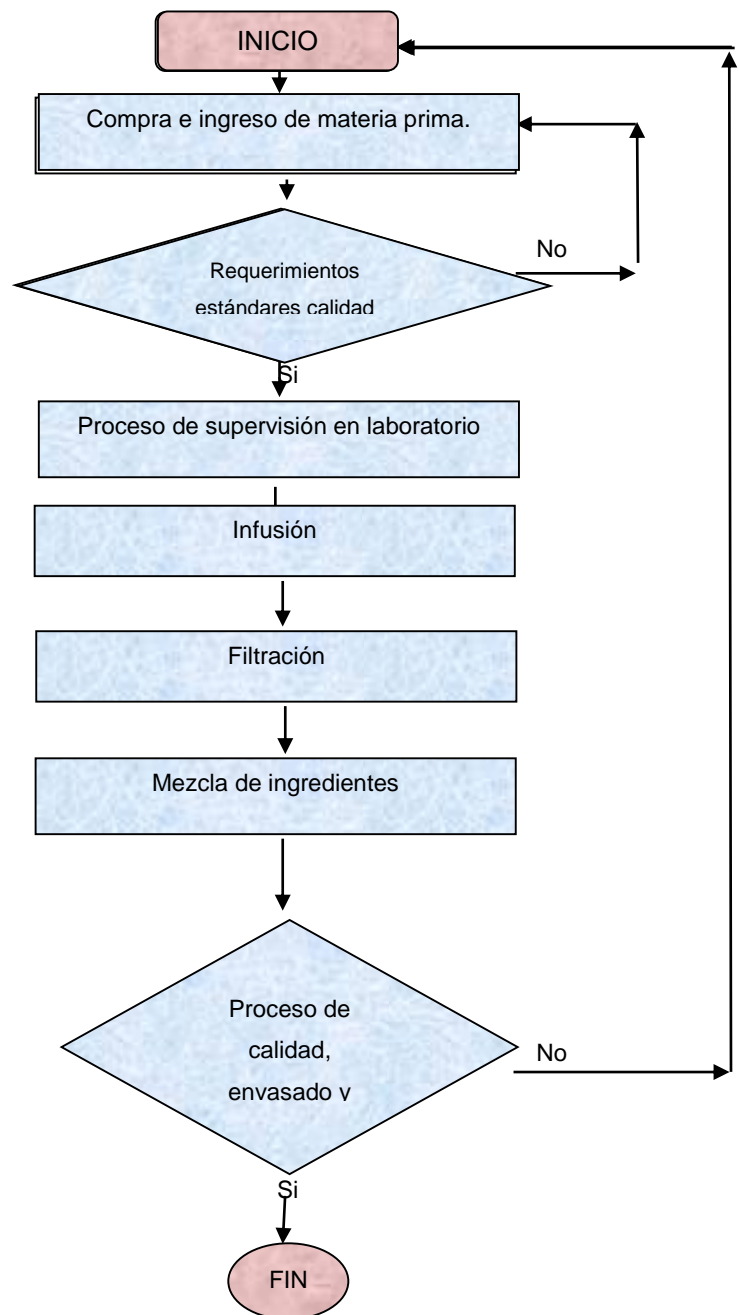 INICIO
Compra e ingreso de materia prima.
No
Requerimientos
estándares calidad
Si
Proceso de supervisión en laboratorio
Infusión
Filtración
Mezcla de ingredientes
Proceso de
calidad,
envasado y
No
Si
FIN